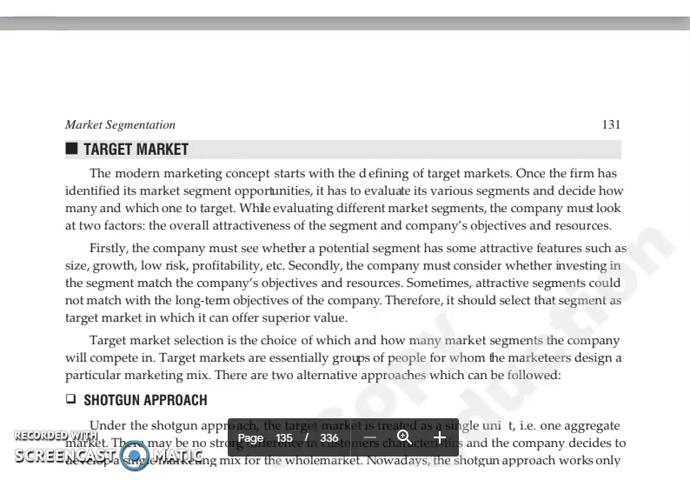 Market Segmentation 131
TARGET MARKET
The modern marketing concept starts with the defining of target markets. Once the firm has
identified its market segment opportunities, it has to evaluate its various segments and decide how
many and which one to target. While evaluating different market segments, the company must look
at two factors: the overall attractiveness of the segment and company's objectives and resources.
Firstly, the company must see whether a potential segment has some attractive features such as
size, growth, low risk, profitability, etc. Secondly, the company must consider whether investing in
the segment match the company's objectives and resources. Sometimes, attractive segments could
not match with the long-term objectives of the company. Therefore, it should select that segment as
target market in which it can offer superior value.
Target market selection is the choice of which and how many market segments the company
will compete in. Target markets are essentially groups of people for whom the marketeers design a
particular marketing mix. There are two alternative approaches which can be followed:
SHOTGUN APPROACH
Under the shotgun approach, the target market is treated as a single unit, i.e. one aggregate
market. There may be no strong difference in customers characteristics and the company decides to
develop a single marketing mix for the wholemarket. Nowadays, the shotgun approach works only
Page 135 / 336
RECORDED WITH
SCREENCAST MATIC